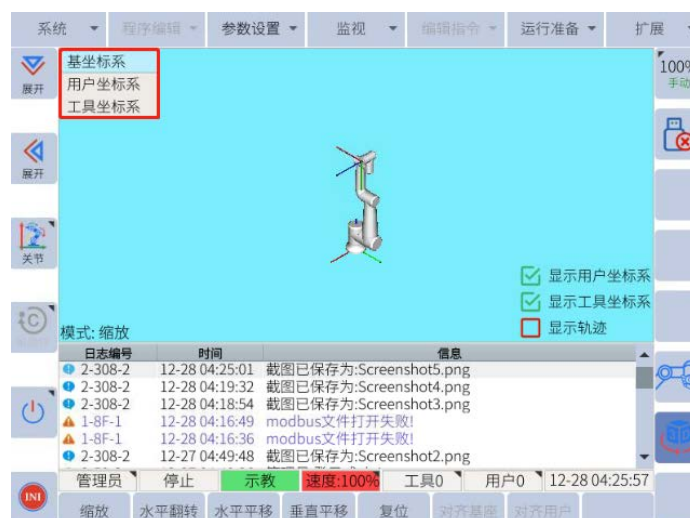 系统 程序编辑 参数设置 监视 编辑指令 运行准备 扩展
展开
基坐标系
用户坐标系
工具坐标系
100%
手动
展开
关节
显示用户坐标系
显示工具坐标系
显示轨迹
模式: 缩放
日志编号 时间 信息
2-308-2 12-28 04:25:01 截图已保存为:Screenshot5.png
2-308-2 12-28 04:19:32 截图已保存为:Screenshot4.png
2-308-2 12-28 04:18:54 截图已保存为:Screenshot3.png
1-8F-1 12-28 04:16:49 modbus文件打开失败!
1-8F-1 12-28 04:16:36 modbus文件打开失败!
2-308-2 12-27 04:49:48 截图已保存为:Screenshot2.png
管理员 停止 示教 速度:100% 工具0 用户0 12-28 04:25:57
INI
缩放 水平翻转 水平平移 垂直平移 复位 对齐基座 对齐用户